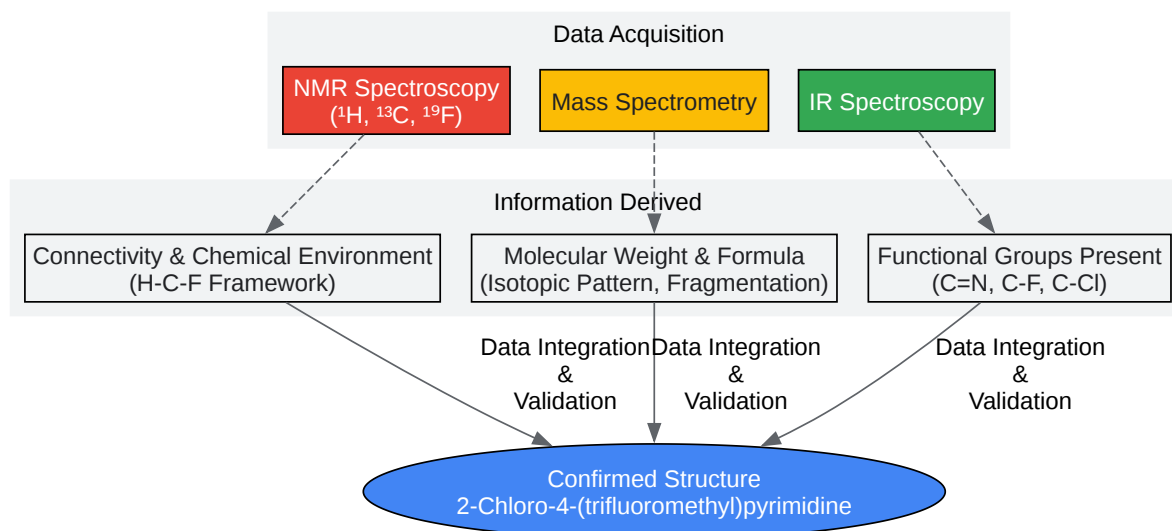 Data Acquisition
NMR Spectroscopy
(¹H, ¹³C, ¹⁹F)
Mass Spectrometry
IR Spectroscopy
Information Derived
Connectivity & Chemical Environment
(H-C-F Framework)
Molecular Weight & Formula
(Isotopic Pattern, Fragmentation)
Functional Groups Present
(C=N, C-F, C-Cl)
Data Integration
&
Validation
Data Integration
&
Validation
Data Integration
&
Validation
Confirmed Structure
2-Chloro-4-(trifluoromethyl)pyrimidine